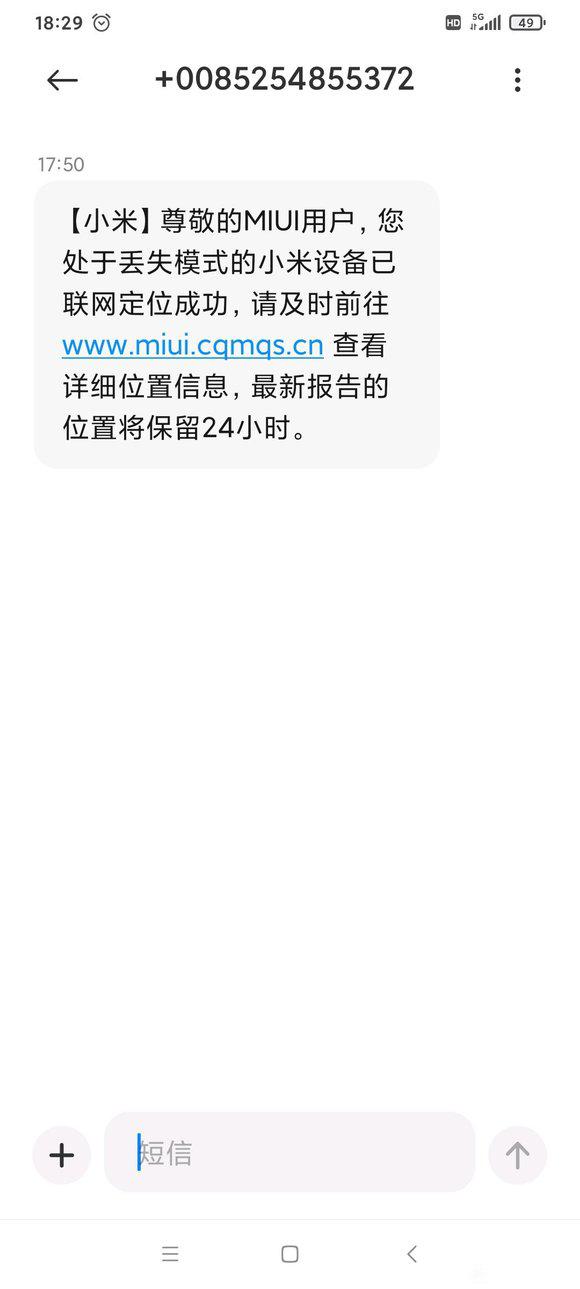 18:29
HD 5G 49
+0085254855372
17:50
【小米】尊敬的MIUI用户，您
处于丢失模式的小米设备已
联网定位成功，请及时前往
www.miui.cqmqs.cn 查看
详细位置信息，最新报告的
位置将保留24小时。
短信